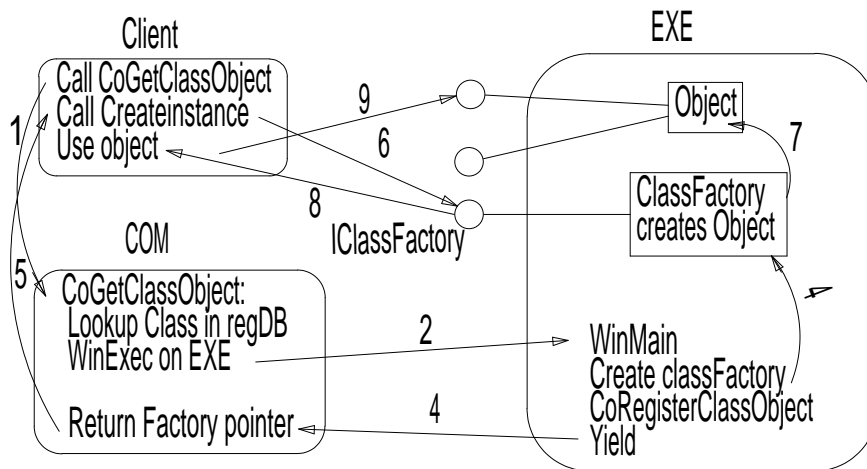 Client
EXE
Call CoGetClassObject
Call Createinstance
Use object
1
9
6
8
Object
7
ClassFactory
creates Object
IClassFactory
COM
5
CoGetClassObject:
Lookup Class in regDB
WinExec on EXE
Return Factory pointer
2
4
4
WinMain
Create classFactory
CoRegisterClassObject
Yield